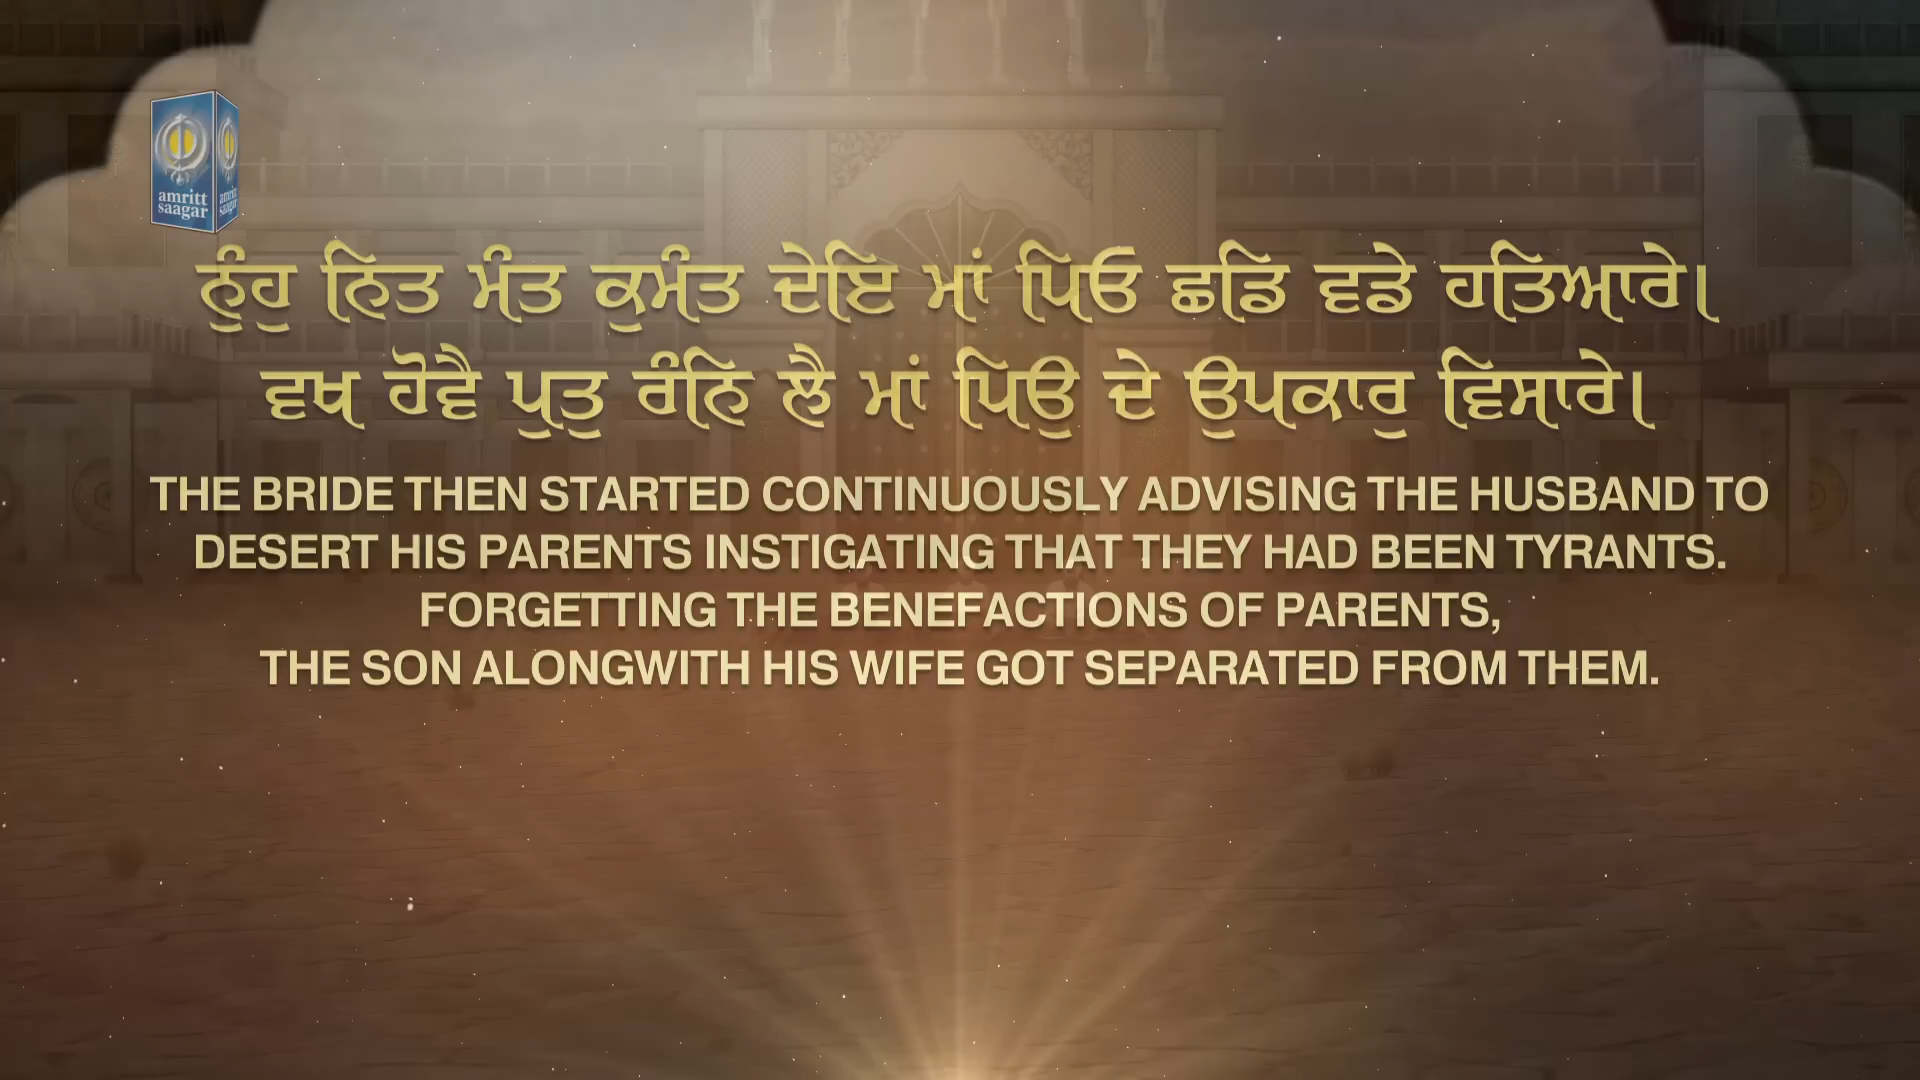 amritt
saagar
amritt
saagar
ਨੁੰਹੁ ਨਿਤ ਮੰਤ ਕੁਮੰਤ ਦੇਇ ਮਾਂ ਪਿਓ ਛਡਿ ਵਡੇ ਹਤਿਆਰੇ।
ਵਖ ਹੋਵੈ ਪੁਤੁ ਰੰਨਿ ਲੈ ਮਾਂ ਪਿਉ ਦੇ ਉਪਕਾਰੁ ਵਿਸਾਰੇ।
THE BRIDE THEN STARTED CONTINUOUSLY ADVISING THE HUSBAND TO
DESERT HIS PARENTS INSTIGATING THAT THEY HAD BEEN TYRANTS.
FORGETTING THE BENEFACTIONS OF PARENTS,
THE SON ALONGWITH HIS WIFE GOT SEPARATED FROM THEM.